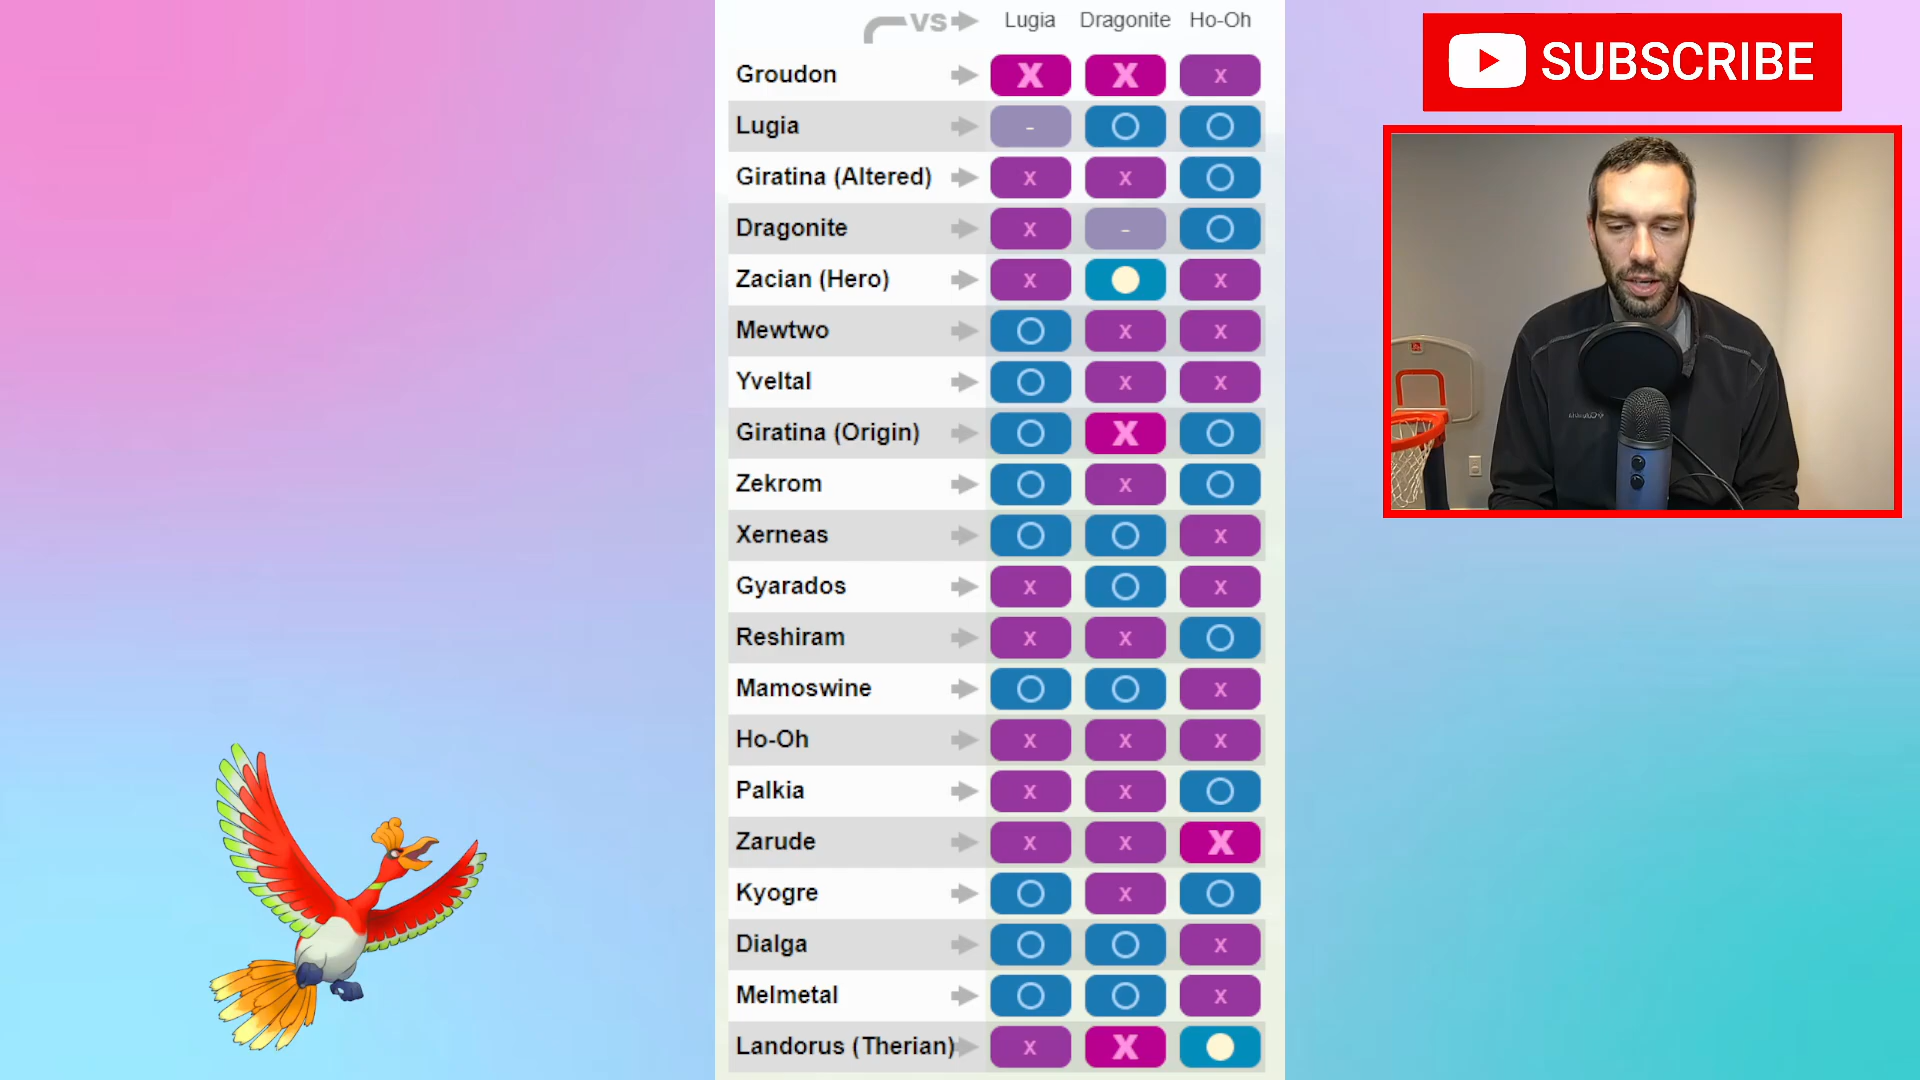 VS Lugia Dragonite Ho-Oh
SUBSCRIBE
Groudon X X x
Lugia - O O
Giratina (Altered) x x O
Dragonite x - O
Zacian (Hero) x x
Mewtwo O x x
Yveltal O x x
Giratina (Origin) O X O
Zekrom O x O
Xerneas O O x
Gyarados x O x
Reshiram x x O
Mamoswine O O x
Ho-Oh x x x
Palkia x x O
Zarude x x X
Kyogre O x O
Dialga O O x
Melmetal O O x
Landorus (Therian) x X